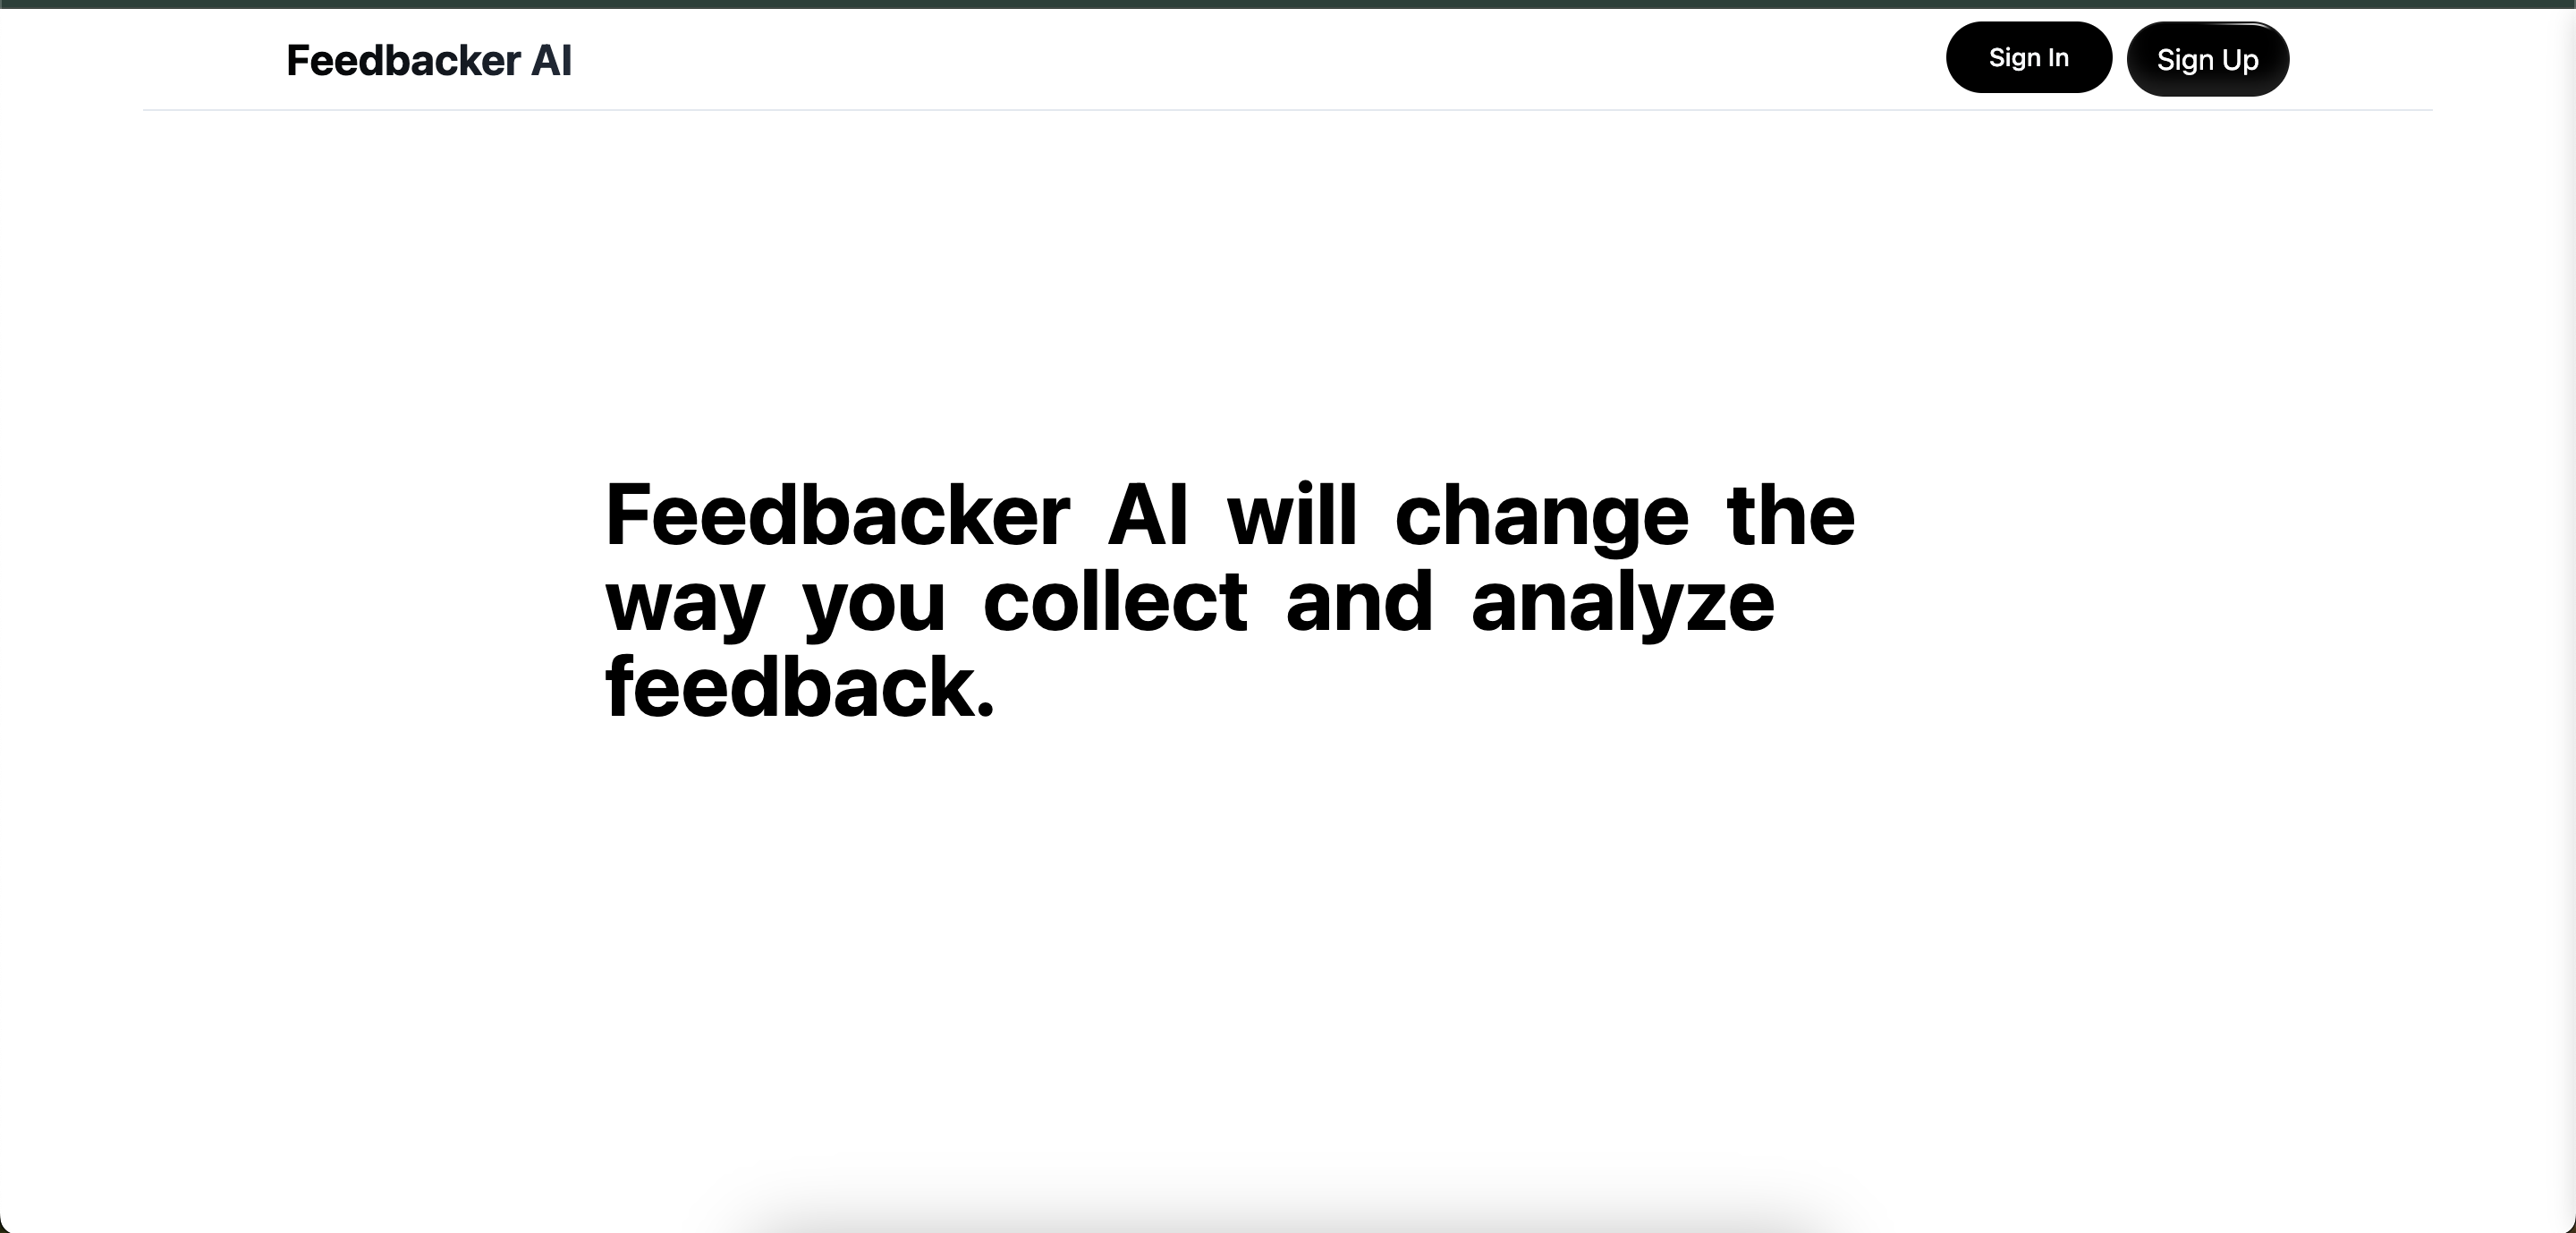 Feedbacker AI
Sign In
Sign Up
Feedbacker AI will change the
way you collect and analyze
feedback.